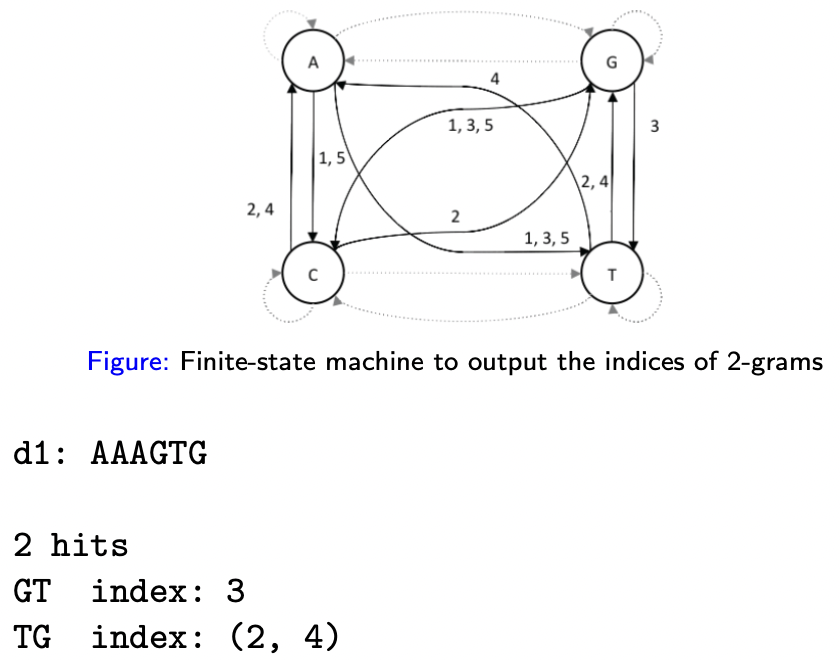 A
G
4
1, 3, 5
3
1, 5
2, 4
2, 4
2
1, 3, 5
C
T
Figure: Finite-state machine to output the indices of 2-grams
d1: AAAGTG
2 hits
GT index: 3
TG index: (2, 4)